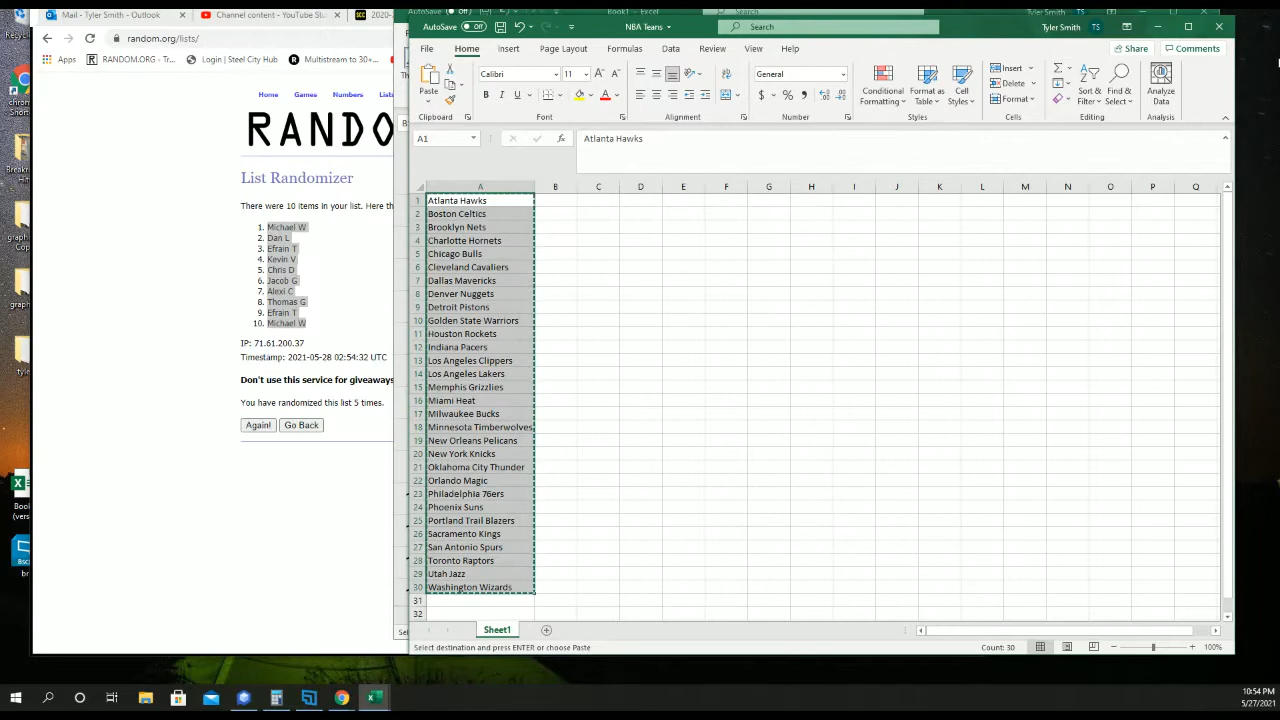 Mail - Tyler Smith - Outlook
Channel content - YouTube Stu
2020-
random.org/lists/
Apps
RANDOM.ORG - Tr...
Login | Steel City Hub
Multistream to 30+...
Home
Games
Numbers
Lists
RANDO
List Randomizer
There were 10 items in your list. Here th
1. Michael W
2. Dan L
3. Efrain T
4. Kevin V
5. Chris D
6. Jacob G
7. Alexi C
8. Thomas G
9. Efrain T
10. Michael W
IP: 71.61.200.37
Timestamp: 2021-05-28 02:54:32 UTC
Don't use this service for giveaways
You have randomized this list 5 times.
Again!
Go Back
AutoSave Off
NBA Teans
Search
Tyler Smith
TS
File
Home
Insert
Page Layout
Formulas
Data
Review
View
Help
Share
Comments
Paste
Clipboard
Calibri
11
Font
Alignment
General
Number
Conditional Formatting
Format as Table
Cell Styles
Styles
Insert
Delete
Format
Cells
Sort & Filter
Find & Select
Editing
Analyze Data
Analysis
A1
Atlanta Hawks
A B C D E F G H I J K L M N O P Q
1 Atlanta Hawks
2 Boston Celtics
3 Brooklyn Nets
4 Charlotte Hornets
5 Chicago Bulls
6 Cleveland Cavaliers
7 Dallas Mavericks
8 Denver Nuggets
9 Detroit Pistons
10 Golden State Warriors
11 Houston Rockets
12 Indiana Pacers
13 Los Angeles Clippers
14 Los Angeles Lakers
15 Memphis Grizzlies
16 Miami Heat
17 Milwaukee Bucks
18 Minnesota Timberwolves
19 New Orleans Pelicans
20 New York Knicks
21 Oklahoma City Thunder
22 Orlando Magic
23 Philadelphia 76ers
24 Phoenix Suns
25 Portland Trail Blazers
26 Sacramento Kings
27 San Antonio Spurs
28 Toronto Raptors
29 Utah Jazz
30 Washington Wizards
31
32
Sheet1
Select destination and press ENTER or choose Paste
Count: 30
100%
10:54 PM
5/27/2021